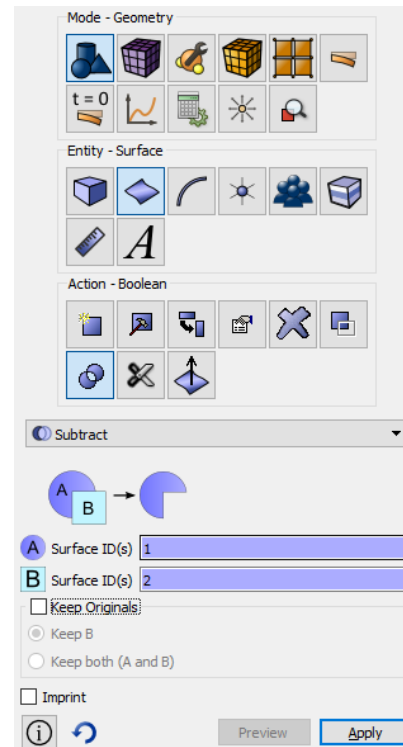 Mode - Geometry
t = 0
Entity - Surface
A
Action - Boolean
Subtract
A
B
A Surface ID(s) 1
B Surface ID(s) 2
Keep Originals
Keep B
Keep both (A and B)
Imprint
i
Preview Apply